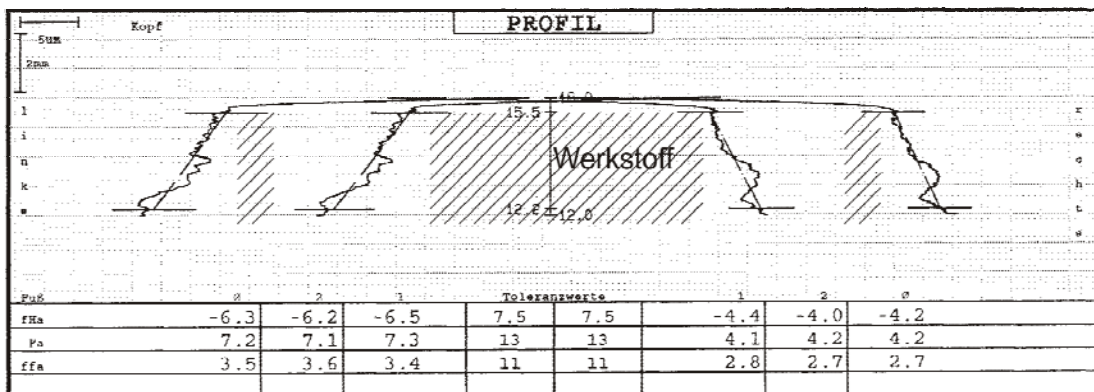 PROFIL
Kopf
5um
2mm
16.0
15.5
Werkstoff
12.0
links
rechts
Fuß Ø 2 1 Toleranzwerte 1 2 Ø
fHa -6.3 -6.2 -6.5 7.5 7.5 -4.4 -4.0 -4.2
Fa 7.2 7.1 7.3 13 13 4.1 4.2 4.2
ffa 3.5 3.6 3.4 11 11 2.8 2.7 2.7